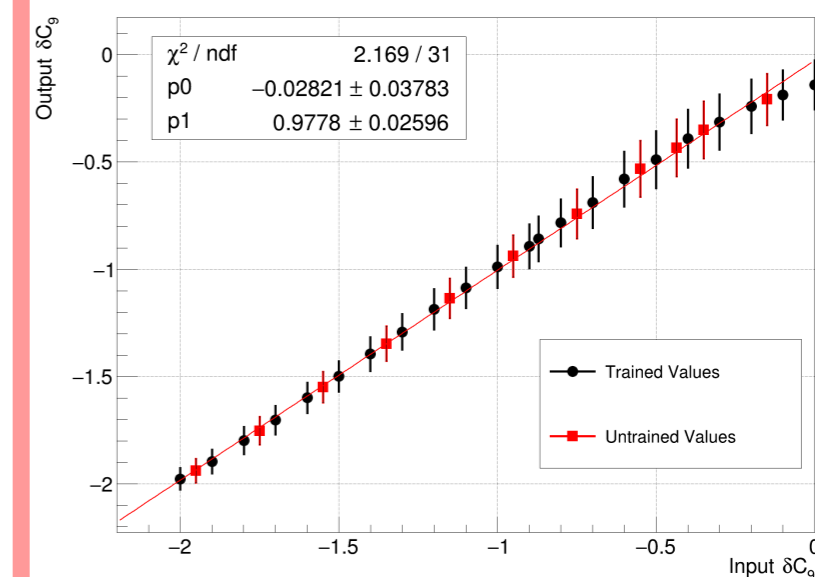 Output δC₉
0
−0.5
−1
−1.5
−2
χ² / ndf 2.169 / 31
p0 −0.02821 ± 0.03783
p1 0.9778 ± 0.02596
Trained Values
Untrained Values
−2 −1.5 −1 −0.5 0
Input δC₉